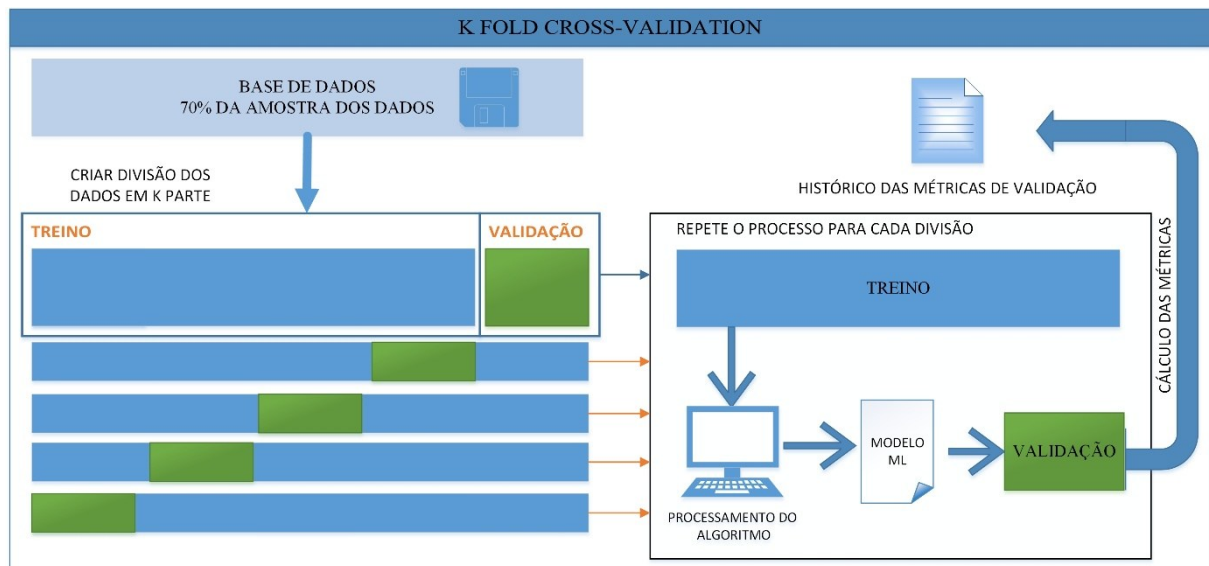 K FOLD CROSS-VALIDATION
BASE DE DADOS
70% DA AMOSTRA DOS DADOS
CRIAR DIVISÃO DOS
DADOS EM K PARTE
HISTÓRICO DAS MÉTRICAS DE VALIDAÇÃO
TREINO
VALIDAÇÃO
REPETE O PROCESSO PARA CADA DIVISÃO
TREINO
CÁLCULO DAS MÉTRICAS
MODELO
ML
VALIDAÇÃO
PROCESSAMENTO DO
ALGORITMO